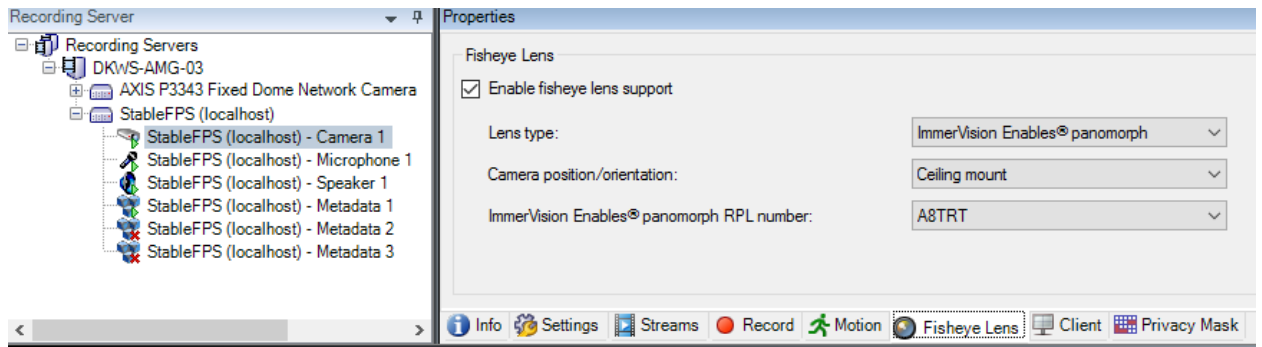 Recording Server
Recording Servers
DKWS-AMG-03
AXIS P3343 Fixed Dome Network Camera
StableFPS (localhost)
StableFPS (localhost) - Camera 1
StableFPS (localhost) - Microphone 1
StableFPS (localhost) - Speaker 1
StableFPS (localhost) - Metadata 1
StableFPS (localhost) - Metadata 2
StableFPS (localhost) - Metadata 3
Properties
Fisheye Lens
Enable fisheye lens support
Lens type: ImmerVision Enables® panomorph
Camera position/orientation: Ceiling mount
ImmerVision Enables® panomorph RPL number: A8TRT
Info Settings Streams Record Motion Fisheye Lens Client Privacy Mask